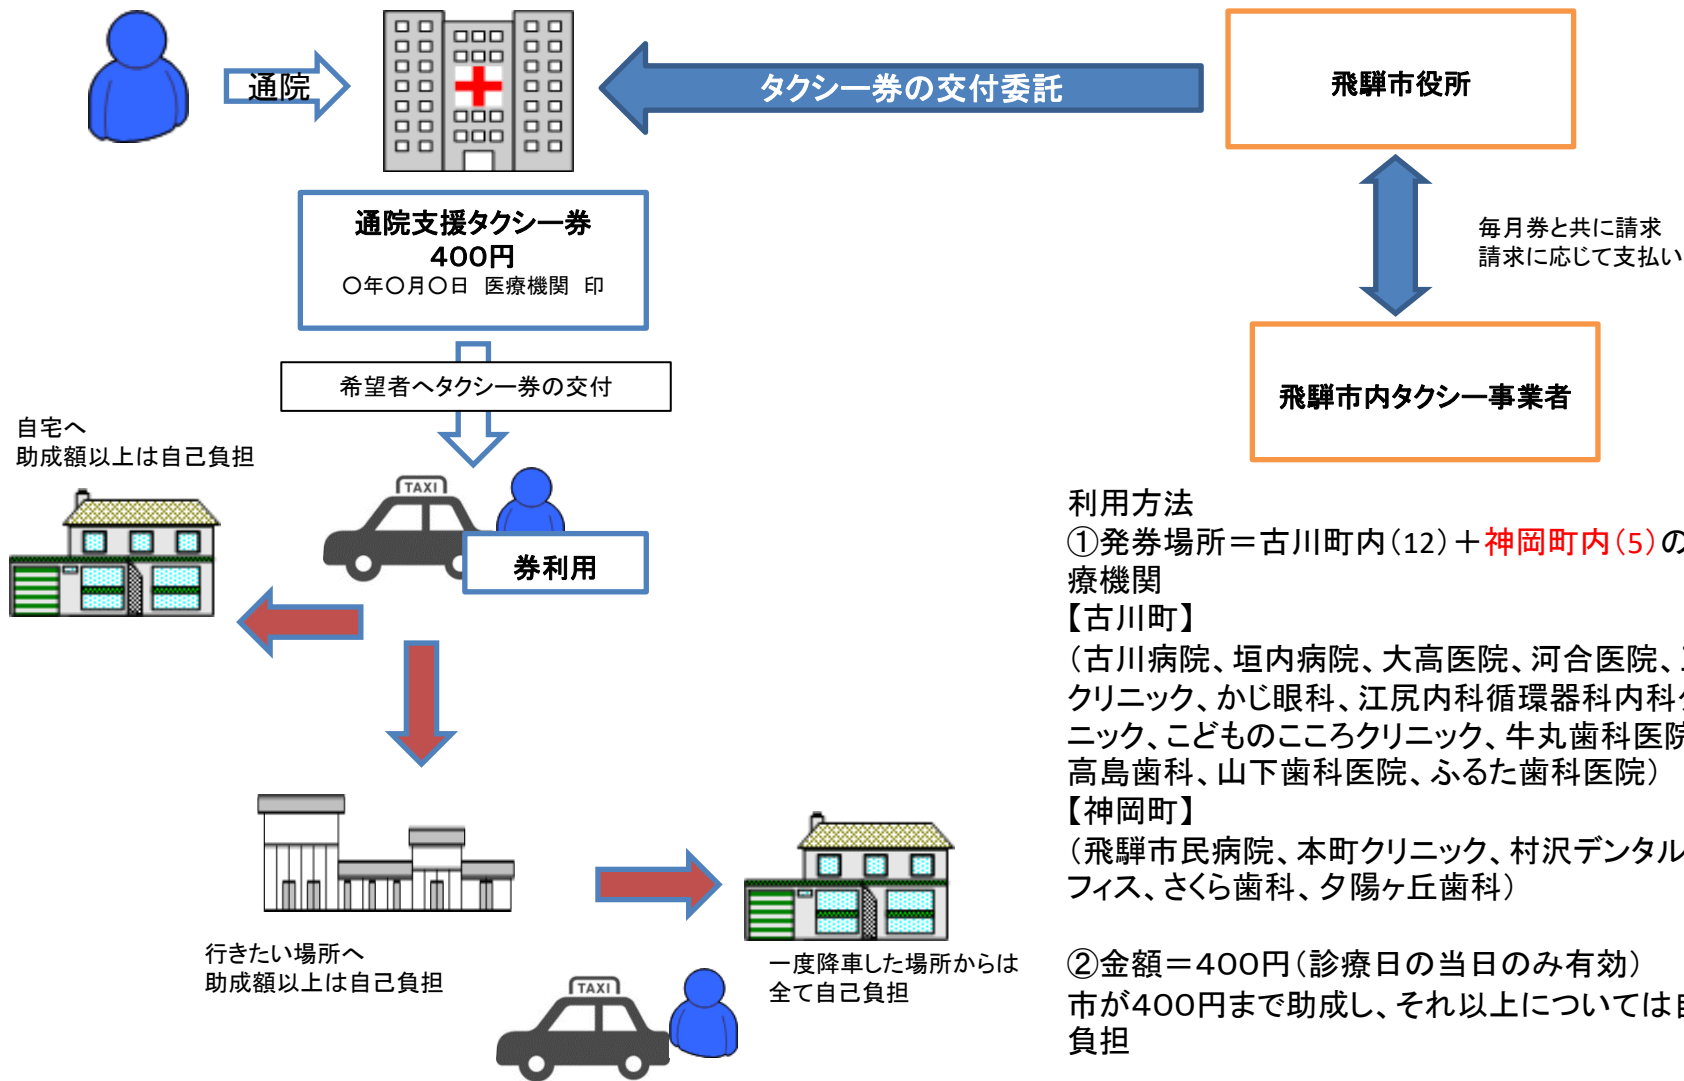 通院
タクシー券の交付委託
飛騨市役所
通院支援タクシー券
400円
〇年〇月〇日 医療機関 印
毎月券と共に請求
請求に応じて支払い
希望者へタクシー券の交付
飛騨市内タクシー事業者
自宅へ
助成額以上は自己負担
TAXI
券利用
行きたい場所へ
助成額以上は自己負担
一度降車した場所からは
全て自己負担
TAXI
利用方法
①発券場所=古川町内(12)+神岡町内(5)の
療機関
【古川町】
(古川病院、垣内病院、大高医院、河合医院、
クリニック、かじ眼科、江尻内科循環器科内科ク
ニック、こどものこころクリニック、牛丸歯科医院
高島歯科、山下歯科医院、ふるた歯科医院)
【神岡町】
(飛騨市民病院、本町クリニック、村沢デンタル
フィス、さくら歯科、夕陽ヶ丘歯科)
②金額=400円(診療日の当日のみ有効)
市が400円まで助成し、それ以上については自
負担